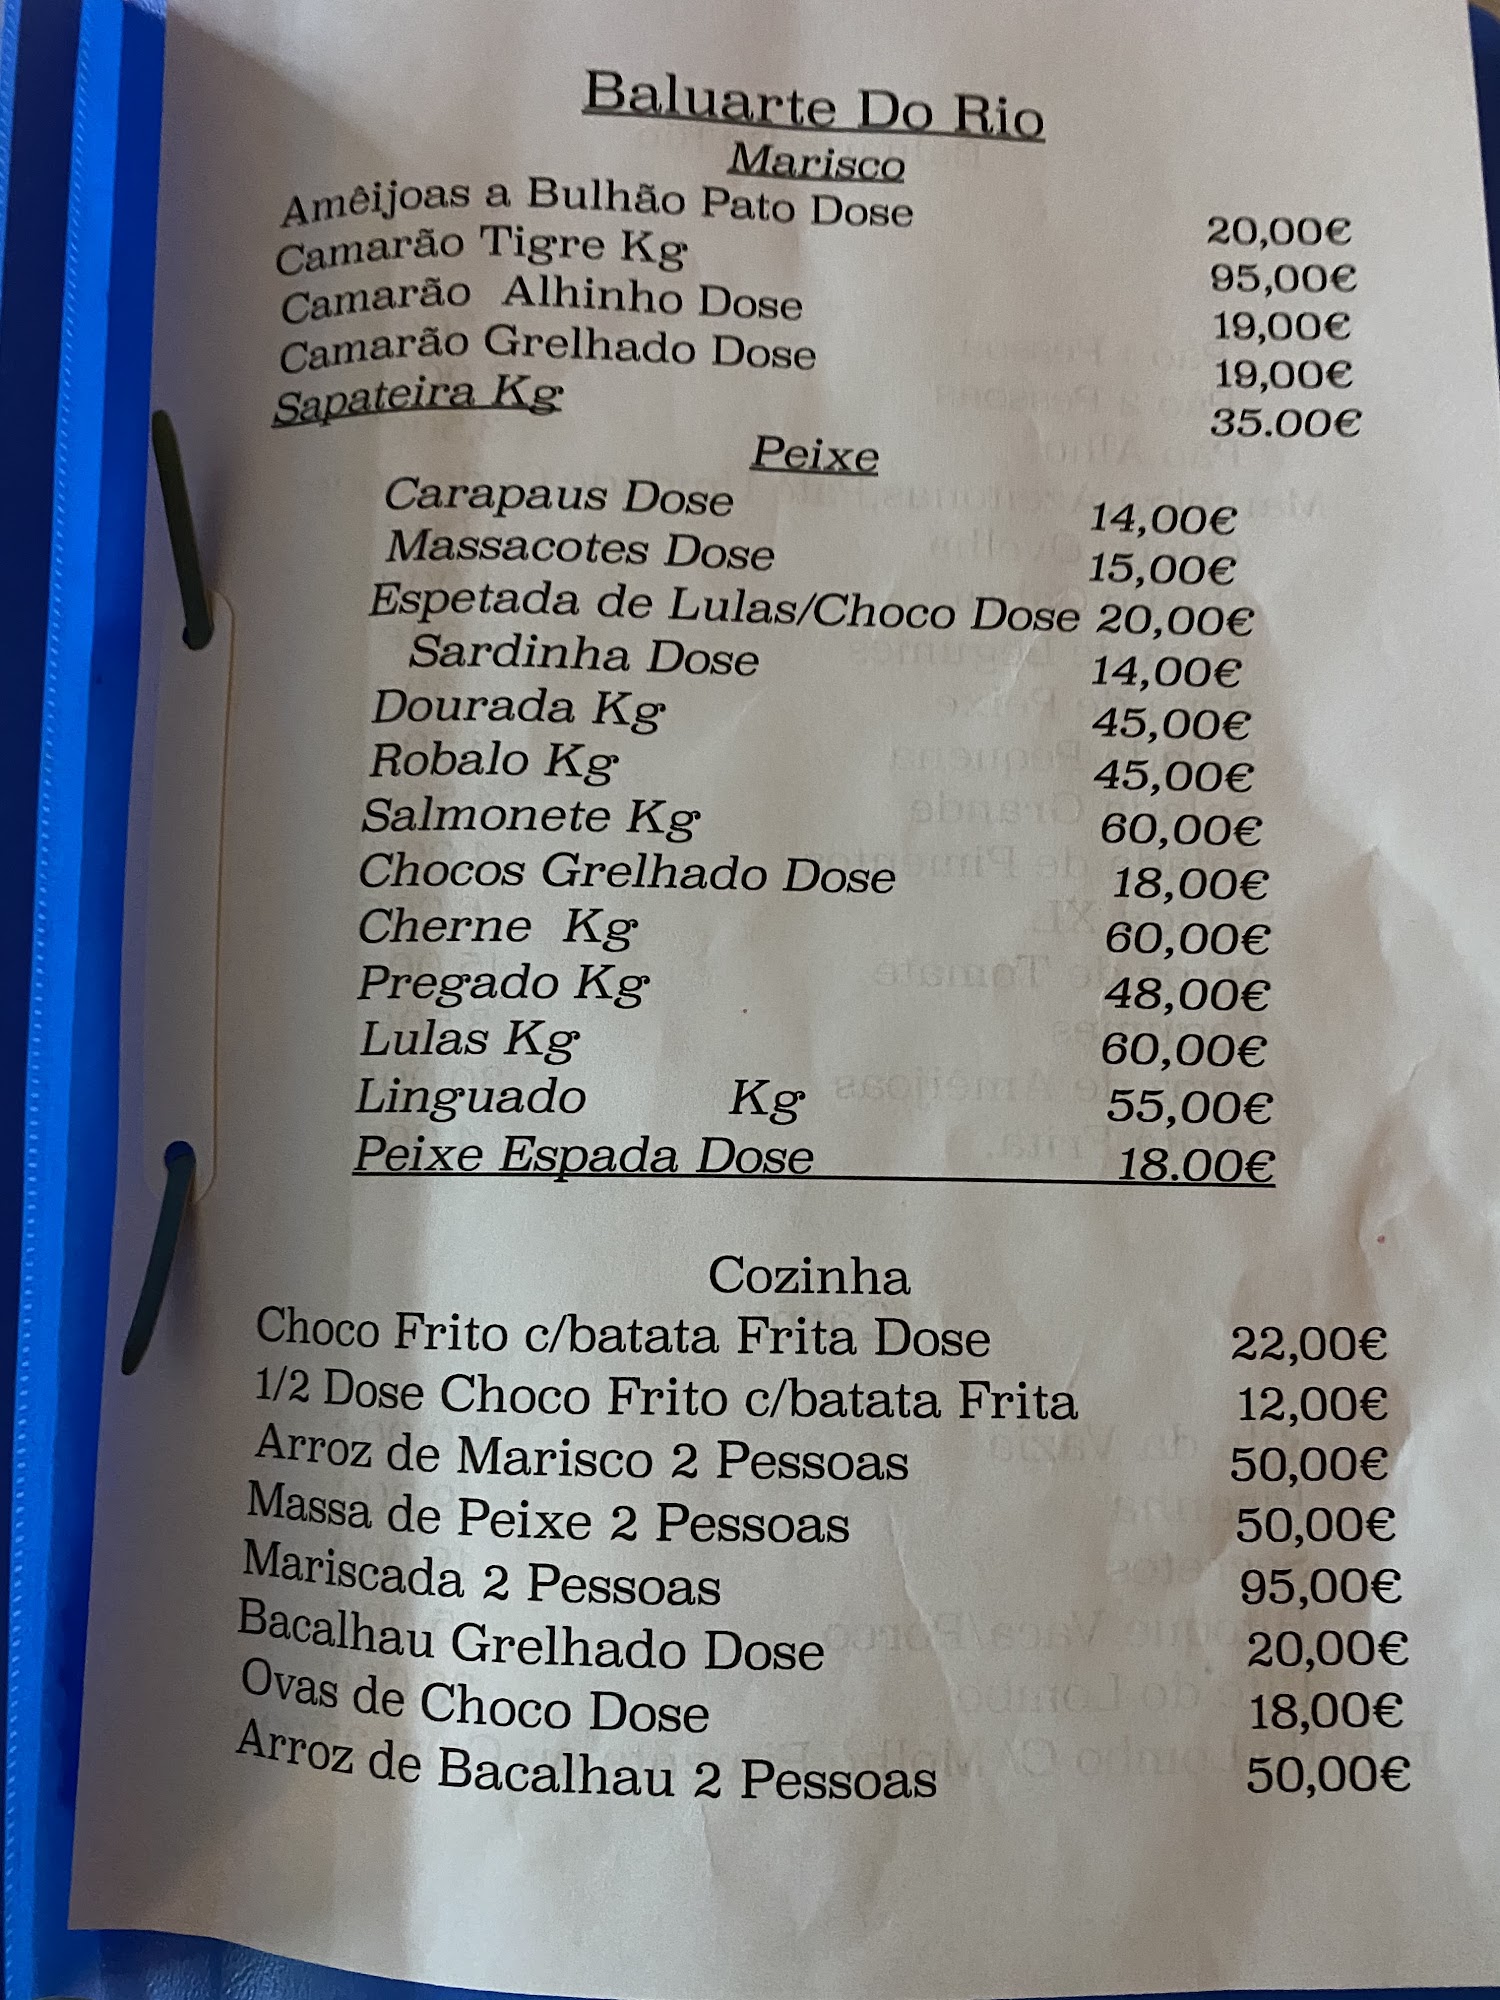 Baluarte Do Rio
Marisco
Amêijoas a Bulhão Pato Dose 20,00€
Camarão Tigre Kg 95,00€
Camarão Alhinho Dose 19,00€
Camarão Grelhado Dose 19,00€
Sapateira Kg 35.00€
Peixe
Carapaus Dose 14,00€
Massacotes Dose 15,00€
Espetada de Lulas/Choco Dose 20,00€
Sardinha Dose 14,00€
Dourada Kg 45,00€
Robalo Kg 45,00€
Salmonete Kg 60,00€
Chocos Grelhado Dose 18,00€
Cherne Kg 60,00€
Pregado Kg 48,00€
Lulas Kg 60,00€
Linguado Kg 55,00€
Peixe Espada Dose 18.00€
Cozinha
Choco Frito c/batata Frita Dose 22,00€
1/2 Dose Choco Frito c/batata Frita 12,00€
Arroz de Marisco 2 Pessoas 50,00€
Massa de Peixe 2 Pessoas 50,00€
Mariscada 2 Pessoas 95,00€
Bacalhau Grelhado Dose 20,00€
Ovas de Choco Dose 18,00€
Arroz de Bacalhau 2 Pessoas 50,00€